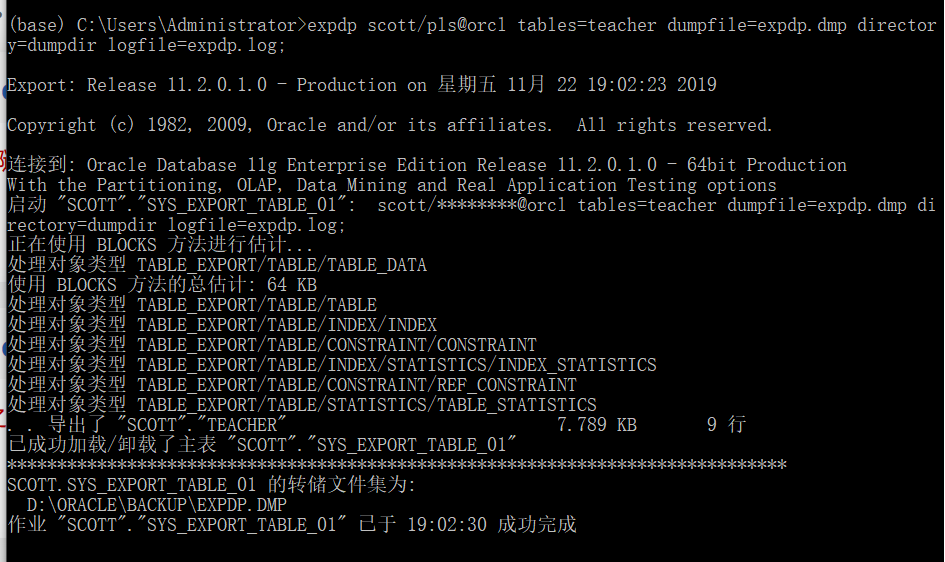 (base) C:\Users\Administrator>expdp scott/pls@orcl tables=teacher dumpfile=expdp.dmp director
y=dumpdir logfile=expdp.log;
Export: Release 11.2.0.1.0 - Production on 星期五 11月 22 19:02:23 2019
Copyright (c) 1982, 2009, Oracle and/or its affiliates.  All rights reserved.
连接到: Oracle Database 11g Enterprise Edition Release 11.2.0.1.0 - 64bit Production
With the Partitioning, OLAP, Data Mining and Real Application Testing options
启动 "SCOTT"."SYS_EXPORT_TABLE_01":  scott/********@orcl tables=teacher dumpfile=expdp.dmp di
rectory=dumpdir logfile=expdp.log;
正在使用 BLOCKS 方法进行估计...
处理对象类型 TABLE_EXPORT/TABLE/TABLE_DATA
使用 BLOCKS 方法的总估计: 64 KB
处理对象类型 TABLE_EXPORT/TABLE/TABLE
处理对象类型 TABLE_EXPORT/TABLE/INDEX/INDEX
处理对象类型 TABLE_EXPORT/TABLE/CONSTRAINT/CONSTRAINT
处理对象类型 TABLE_EXPORT/TABLE/INDEX/STATISTICS/INDEX_STATISTICS
处理对象类型 TABLE_EXPORT/TABLE/CONSTRAINT/REF_CONSTRAINT
处理对象类型 TABLE_EXPORT/TABLE/STATISTICS/TABLE_STATISTICS
. . 导出了 "SCOTT"."TEACHER"                           7.789 KB       9 行
已成功加载/卸载了主表 "SCOTT"."SYS_EXPORT_TABLE_01"
******************************************************************************
SCOTT.SYS_EXPORT_TABLE_01 的转储文件集为:
  D:\ORACLE\BACKUP\EXPDP.DMP
作业 "SCOTT"."SYS_EXPORT_TABLE_01" 已于 19:02:30 成功完成